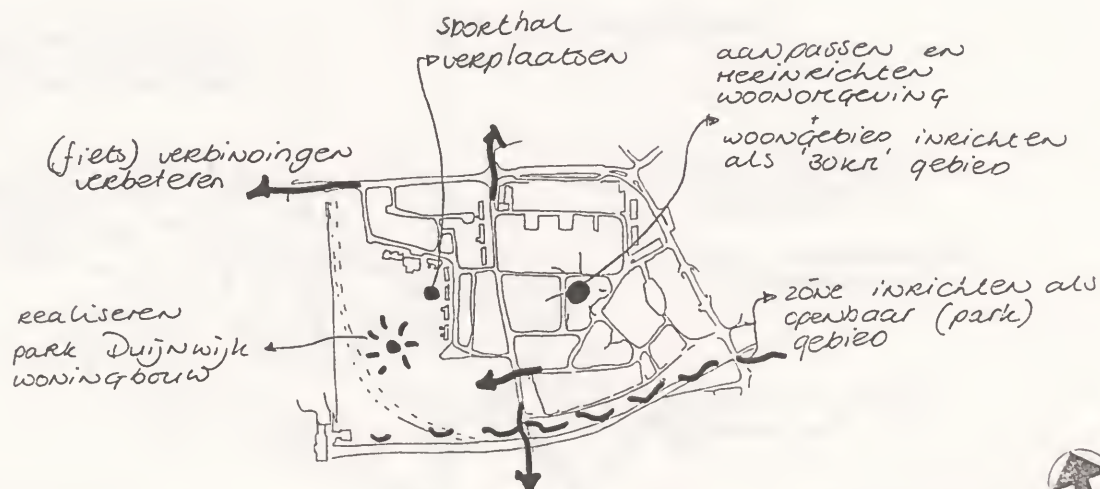 sporthal
verplaatsen
aanpassen en
herinrichten
woonomgeving
+
woongebied inrichten
als '30km' gebied
(fiets) verbindingen
verbeteren
zône inrichten als
openbaar (park)
gebied
realiseren
park Duijnwijk
woningbouw